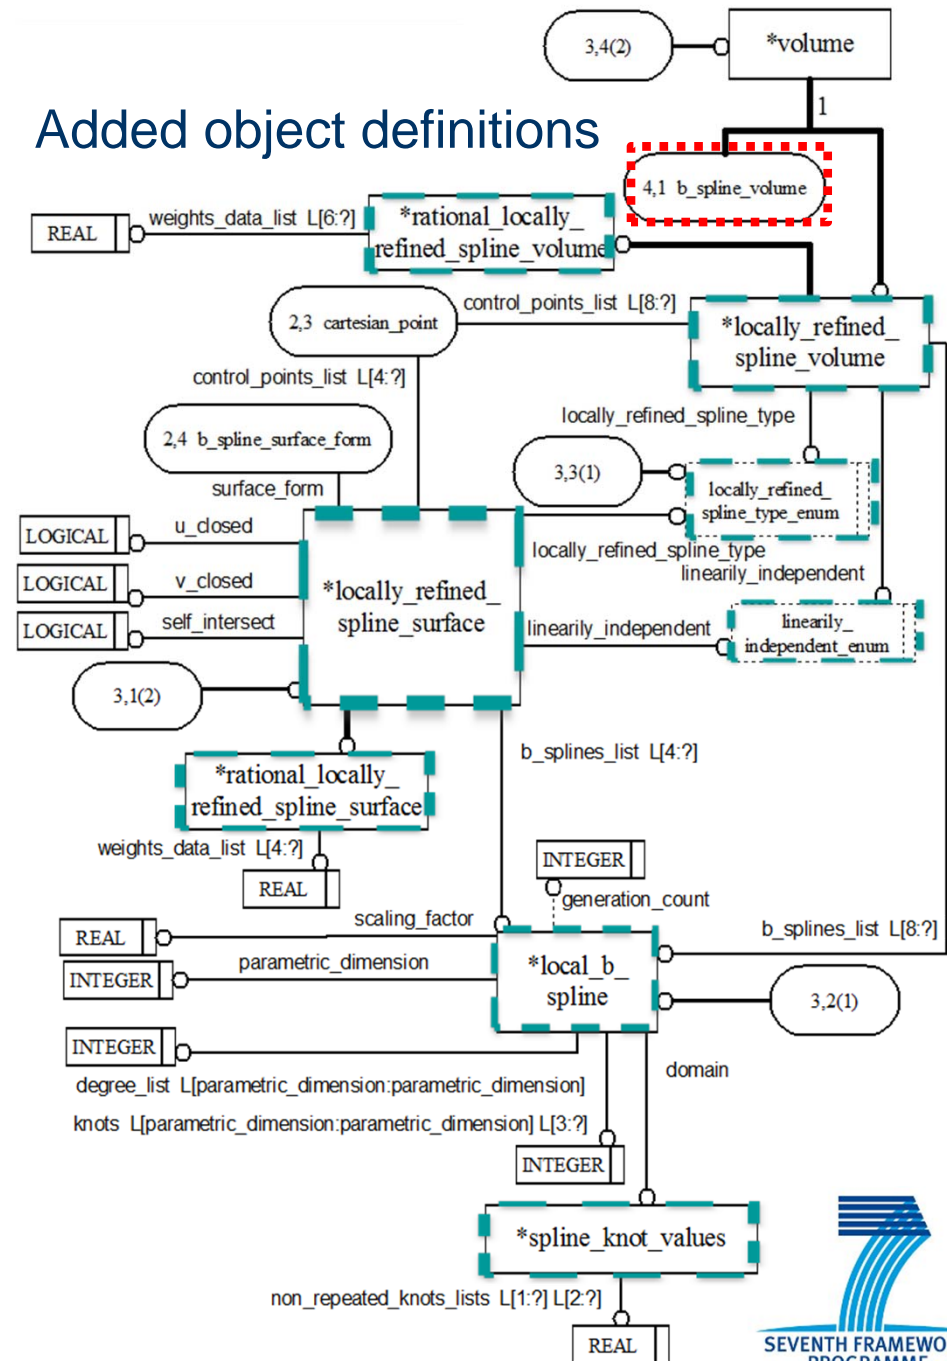 3,4(2)
*volume
1
Added object definitions
4,1 b_spline_volume
weights_data_list L[6:?]
REAL
*rational_locally_
refined_spline_volume
2,3 cartesian_point
control_points_list L[8:?]
*locally_refined_
spline_volume
control_points_list L[4:?]
2,4 b_spline_surface_form
locally_refined_spline_type
3,3(1)
surface_form
locally_refined_
spline_type_enum
LOGICAL
u_closed
locally_refined_spline_type
LOGICAL
v_closed
linearily_independent
*locally_refined_
spline_surface
LOGICAL
self_intersect
linearily_independent
linearily_
independent_enum
3,1(2)
b_splines_list L[4:?]
*rational_locally_
refined_spline_surface
weights_data_list L[4:?]
REAL
INTEGER
generation_count
scaling_factor
REAL
b_splines_list L[8:?]
parametric_dimension
INTEGER
*local_b_
spline
3,2(1)
INTEGER
domain
degree_list L[parametric_dimension:parametric_dimension]
knots L[parametric_dimension:parametric_dimension] L[3:?]
INTEGER
*spline_knot_values
non_repeated_knots_lists L[1:?] L[2:?]
REAL
SEVENTH FRAMEWO
PROGRAMME